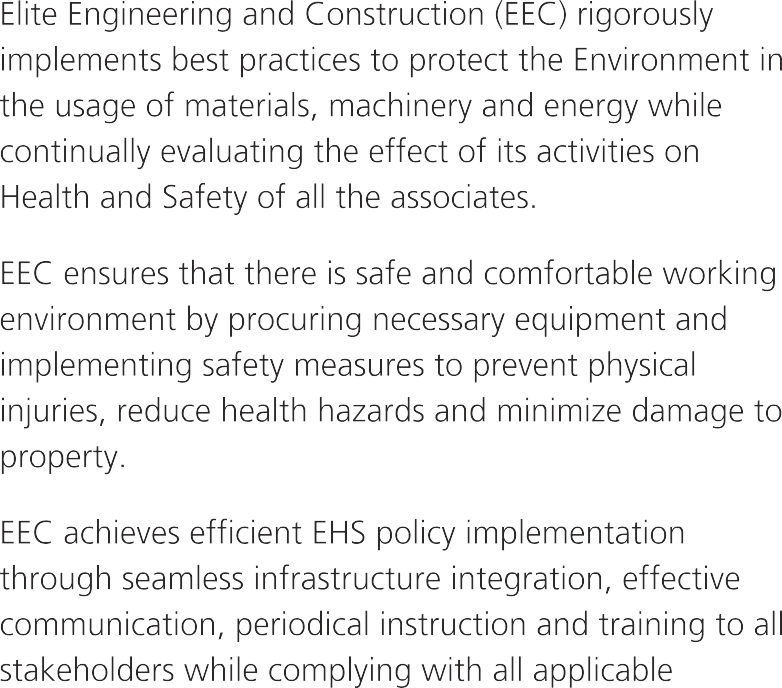 Elite Engineering and Construction (EEC) rigorously
implements best practices to protect the Environment in
the usage of materials, machinery and energy while
continually evaluating the effect of its activities on
Health and Safety of all the associates.
EEC ensures that there is safe and comfortable working
environment by procuring necessary equipment and
implementing safety measures to prevent physical
injuries, reduce health hazards and minimize damage to
property.
EEC achieves efficient EHS policy implementation
through seamless infrastructure integration, effective
communication, periodical instruction and training to all
stakeholders while complying with all applicable